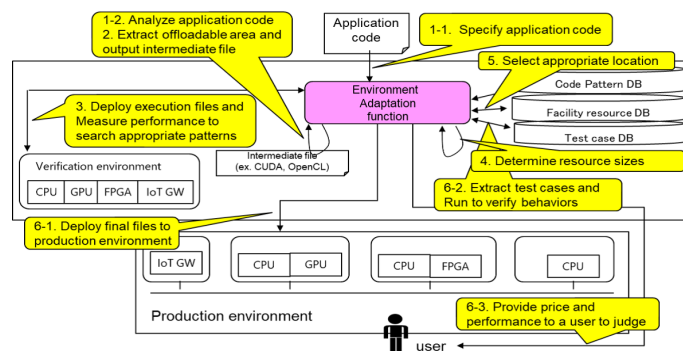 1-2. Analyze application code
2. Extract offloadable area and
output intermediate file
Application
code
1-1.  Specify application code
5. Select appropriate location
Code Pattern DB
Environment
Adaptation
function
Facility resource DB
Test case DB
3. Deploy execution files and
Measure performance to
search appropriate patterns
Intermediate file
(ex. CUDA, OpenCL)
4. Determine resource sizes
Verification environment
CPU GPU FPGA IoT GW
6-2. Extract test cases and
Run to verify behaviors
6-1. Deploy final files to
production environment
IoT GW CPU GPU CPU FPGA CPU
Production environment
6-3. Provide price and
performance to a user to judge
user